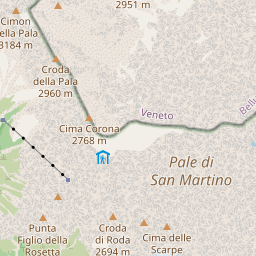 Cimon
della Pala
3184 m
2951 m
Croda
della Pala
2960 m
Veneto
Cima Corona
2768 m
Pale di
San Martino
Punta
Figlio della
Rosetta
Croda
di Roda
2694 m
Cima delle
Scarpe